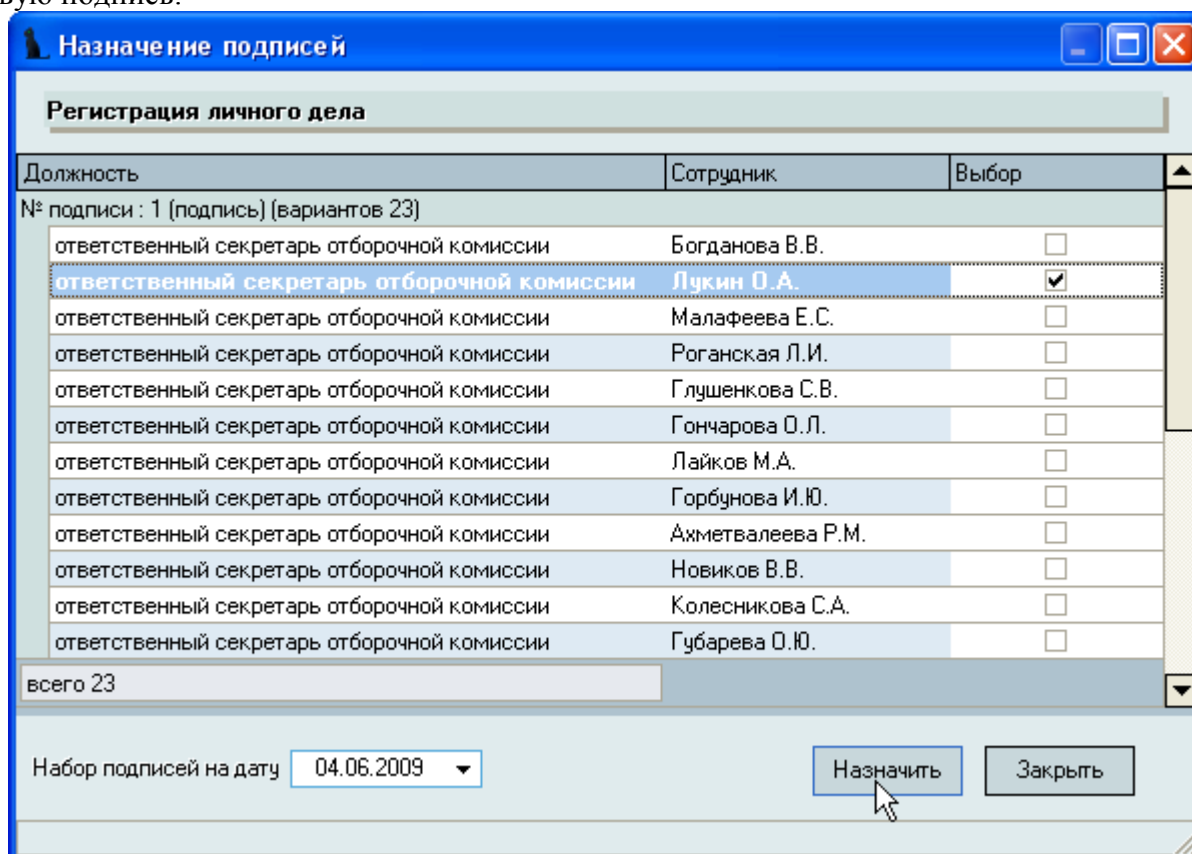 вую подпись.
Назначение подписей
Регистрация личного дела
Должность Сотрудник Выбор
№ подписи : 1 (подпись) (вариантов 23)
ответственный секретарь отборочной комиссии Богданова В.В.
ответственный секретарь отборочной комиссии Лукин О.А.
ответственный секретарь отборочной комиссии Малафеева Е.С.
ответственный секретарь отборочной комиссии Роганская Л.И.
ответственный секретарь отборочной комиссии Глушенкова С.В.
ответственный секретарь отборочной комиссии Гончарова О.Л.
ответственный секретарь отборочной комиссии Лайков М.А.
ответственный секретарь отборочной комиссии Горбунова И.Ю.
ответственный секретарь отборочной комиссии Ахметвалеева Р.М.
ответственный секретарь отборочной комиссии Новиков В.В.
ответственный секретарь отборочной комиссии Колесникова С.А.
ответственный секретарь отборочной комиссии Губарева О.Ю.
всего 23
Набор подписей на дату 04.06.2009 Назначить Закрыть